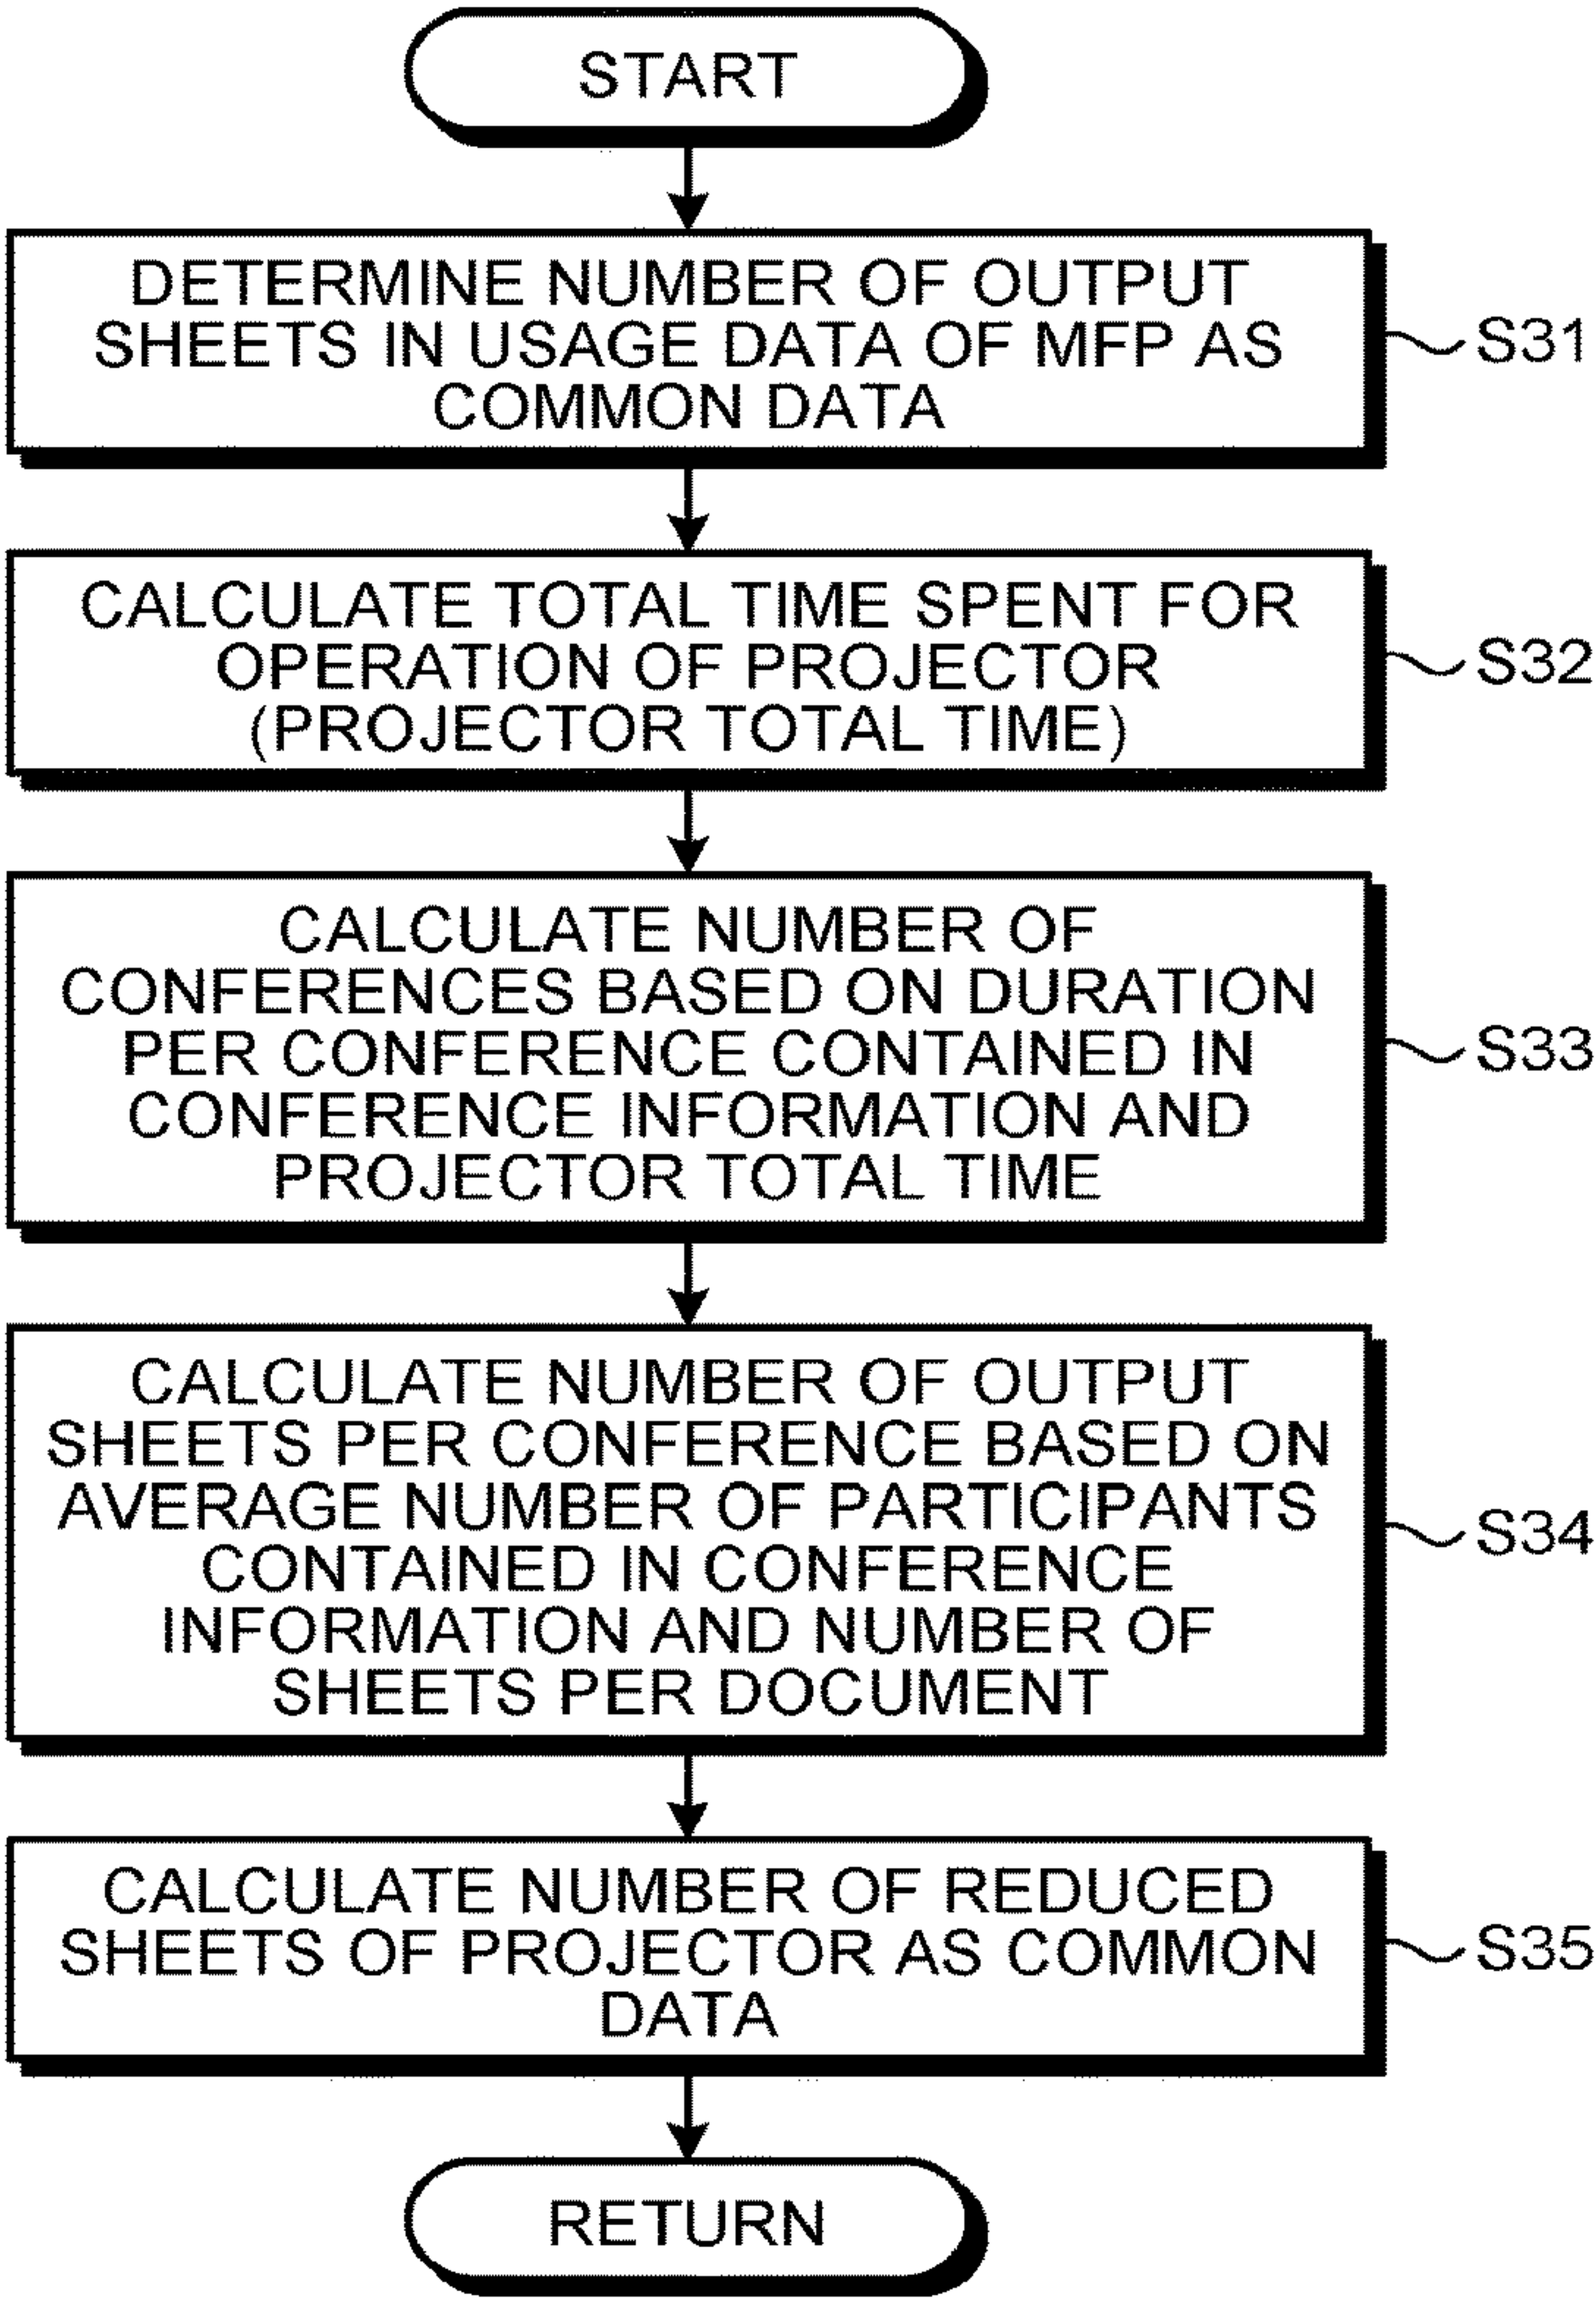 START
DETERMINE NUMBER OF OUTPUT
SHEETS IN USAGE DATA OF MFP AS
COMMON DATA
S31
CALCULATE TOTAL TIME SPENT FOR
OPERATION OF PROJECTOR
(PROJECTOR TOTAL TIME)
S32
CALCULATE NUMBER OF
CONFERENCES BASED ON DURATION
PER CONFERENCE CONTAINED IN
CONFERENCE INFORMATION AND
PROJECTOR TOTAL TIME
S33
CALCULATE NUMBER OF OUTPUT
SHEETS PER CONFERENCE BASED ON
AVERAGE NUMBER OF PARTICIPANTS
CONTAINED IN CONFERENCE
INFORMATION AND NUMBER OF
SHEETS PER DOCUMENT
S34
CALCULATE NUMBER OF REDUCED
SHEETS OF PROJECTOR AS COMMON
DATA
S35
RETURN